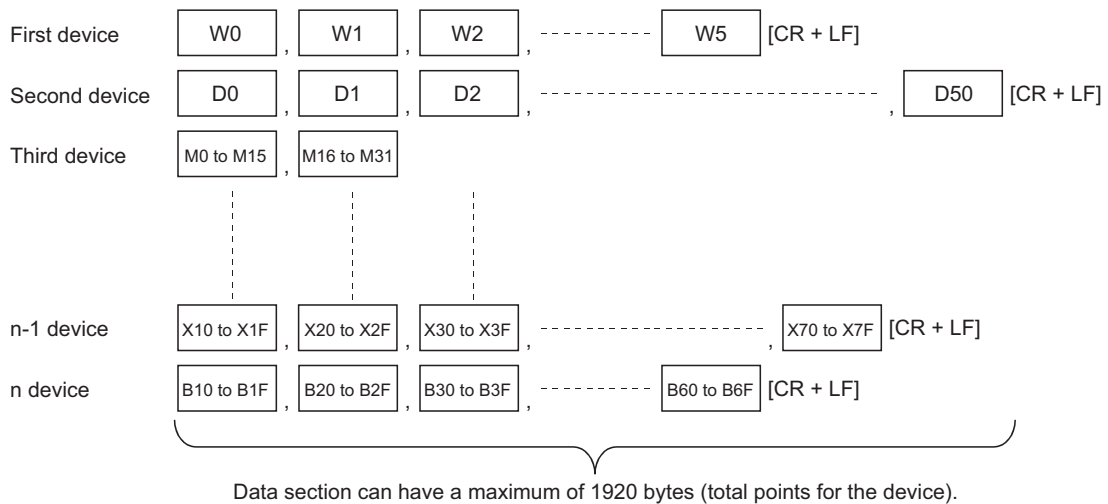 First device W0 , W1 , W2 , W5 [CR + LF]
Second device D0 , D1 , D2 , , D50 [CR + LF]
Third device M0 to M15 , M16 to M31
n-1 device X10 to X1F , X20 to X2F , X30 to X3F , , X70 to X7F [CR + LF]
n device B10 to B1F , B20 to B2F , B30 to B3F , B60 to B6F [CR + LF]
Data section can have a maximum of 1920 bytes (total points for the device).